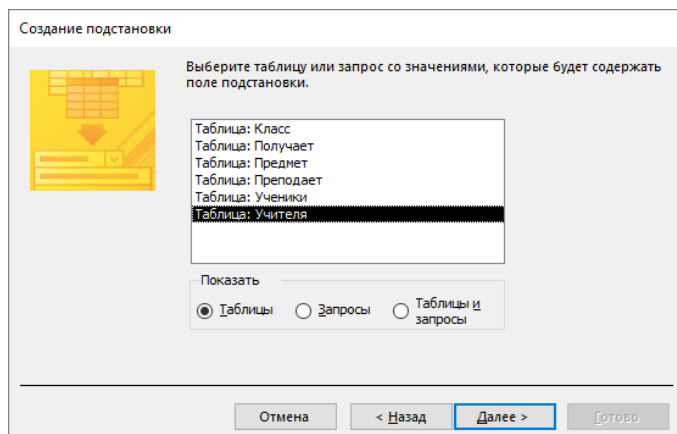 Создание подстановки
Выберите таблицу или запрос со значениями, которые будет содержать
поле подстановки.
Таблица: Класс
Таблица: Получает
Таблица: Предмет
Таблица: Преподает
Таблица: Ученики
Таблица: Учителя
Показать
Таблицы
Запросы
Таблицы и
запросы
Отмена
< Назад
Далее >
Готово